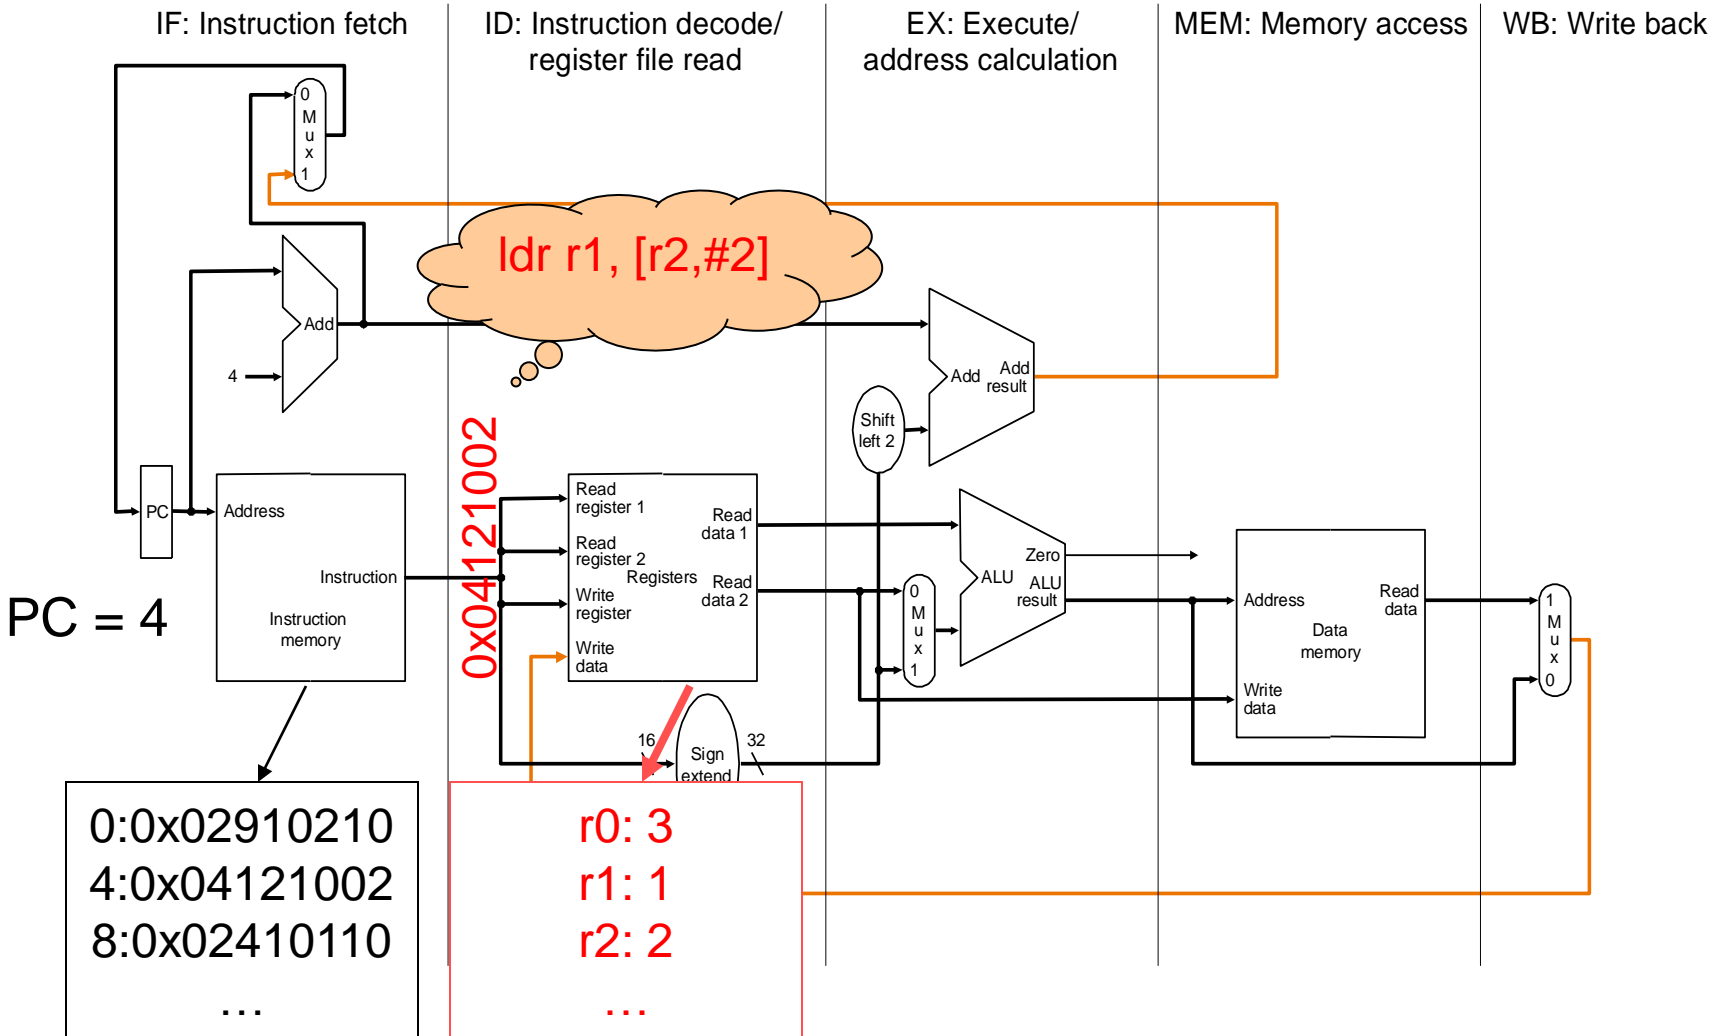 IF: Instruction fetch
ID: Instruction decode/
register file read
EX: Execute/
address calculation
MEM: Memory access
WB: Write back
0
M
u
x
1
ldr r1, [r2,#2]
Add
4
Add
Add
result
Shift
left 2
0x04121002
PC
Address
Instruction
Instruction
memory
PC = 4
Read
register 1
Read
register 2
Write
register
Write
data
Registers
Read
data 1
Read
data 2
16
Sign
extend
32
0
M
u
x
1
Zero
ALU
ALU
result
Address
Read
data
Data
memory
Write
data
1
M
u
x
0
0:0x02910210
4:0x04121002
8:0x02410110
…
r0: 3
r1: 1
r2: 2
…